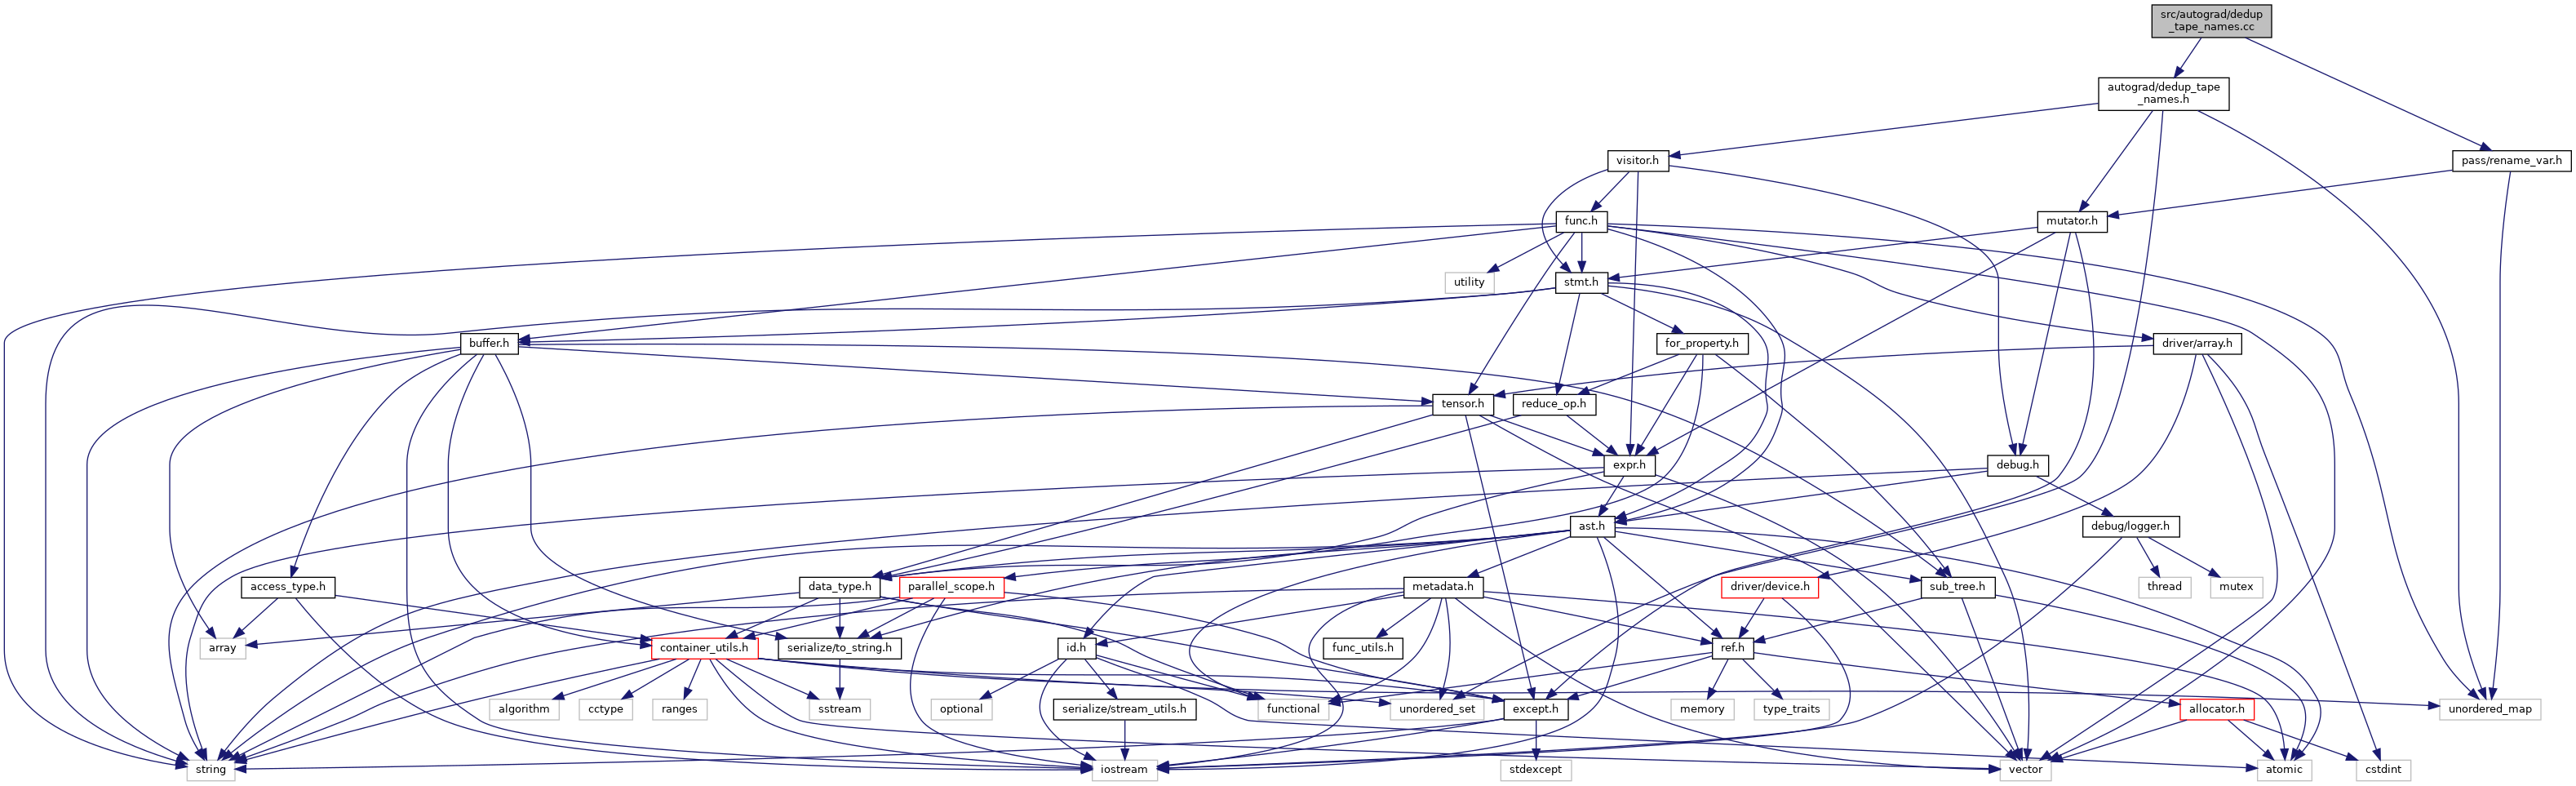 src/autograd/dedup
_tape_names.cc
autograd/dedup_tape
_names.h
visitor.h
pass/rename_var.h
func.h
mutator.h
utility
stmt.h
buffer.h
for_property.h
driver/array.h
tensor.h
reduce_op.h
expr.h
debug.h
ast.h
debug/logger.h
access_type.h
data_type.h
parallel_scope.h
metadata.h
driver/device.h
sub_tree.h
thread
mutex
array
container_utils.h
serialize/to_string.h
id.h
func_utils.h
ref.h
algorithm
cctype
ranges
sstream
optional
serialize/stream_utils.h
functional
unordered_set
except.h
memory
type_traits
allocator.h
unordered_map
string
iostream
stdexcept
vector
atomic
cstdint